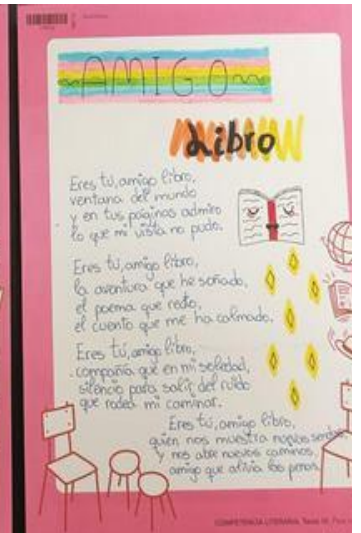 AMIGO
Libro
Eres tú, amigo libro,
ventana del mundo
y en tus páginas admiro
lo que mi vista no pudo.
Eres tú, amigo libro,
la aventura que he soñado,
el poema que recito,
el cuento que me ha calmado.
Eres tú, amigo libro,
compañía que en mi soledad,
silencio para salir del ruido
que rodea mi caminar.
Eres tú, amigo libro,
quien nos muestra nuevos
y nos abre nuevos caminos,
amigo que alivia las penas.
COMPETENCIA LITERARIA.